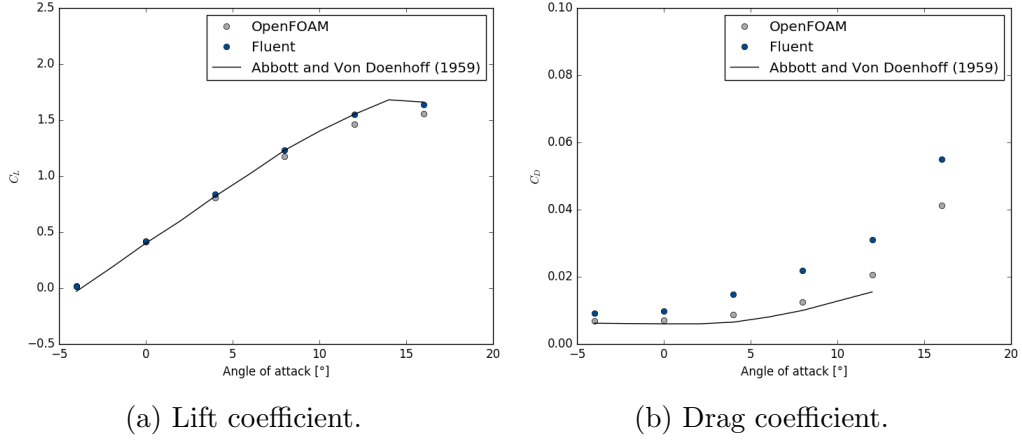 2.5
2.0
1.5
1.0
0.5
0.0
−0.5
C_L
−5
0
5
10
15
20
Angle of attack [°]
OpenFOAM
Fluent
Abbott and Von Doenhoff (1959)
(a) Lift coefficient.
0.10
0.08
0.06
0.04
0.02
0.00
C_D
−5
0
5
10
15
20
Angle of attack [°]
OpenFOAM
Fluent
Abbott and Von Doenhoff (1959)
(b) Drag coefficient.